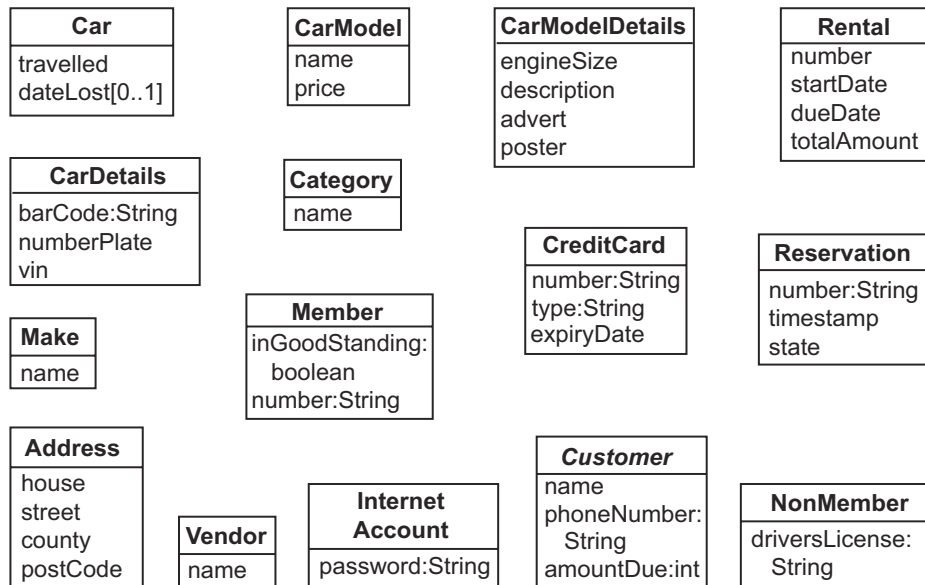 Car
travelled
dateLost[0..1]
CarModel
name
price
CarModelDetails
engineSize
description
advert
poster
Rental
number
startDate
dueDate
totalAmount
CarDetails
barCode:String
numberPlate
vin
Category
name
CreditCard
number:String
type:String
expiryDate
Reservation
number:String
timestamp
state
Make
name
Member
inGoodStanding:
boolean
number:String
Address
house
street
county
postCode
Vendor
name
Internet
Account
password:String
Customer
name
phoneNumber:
String
amountDue:int
NonMember
driversLicense:
String